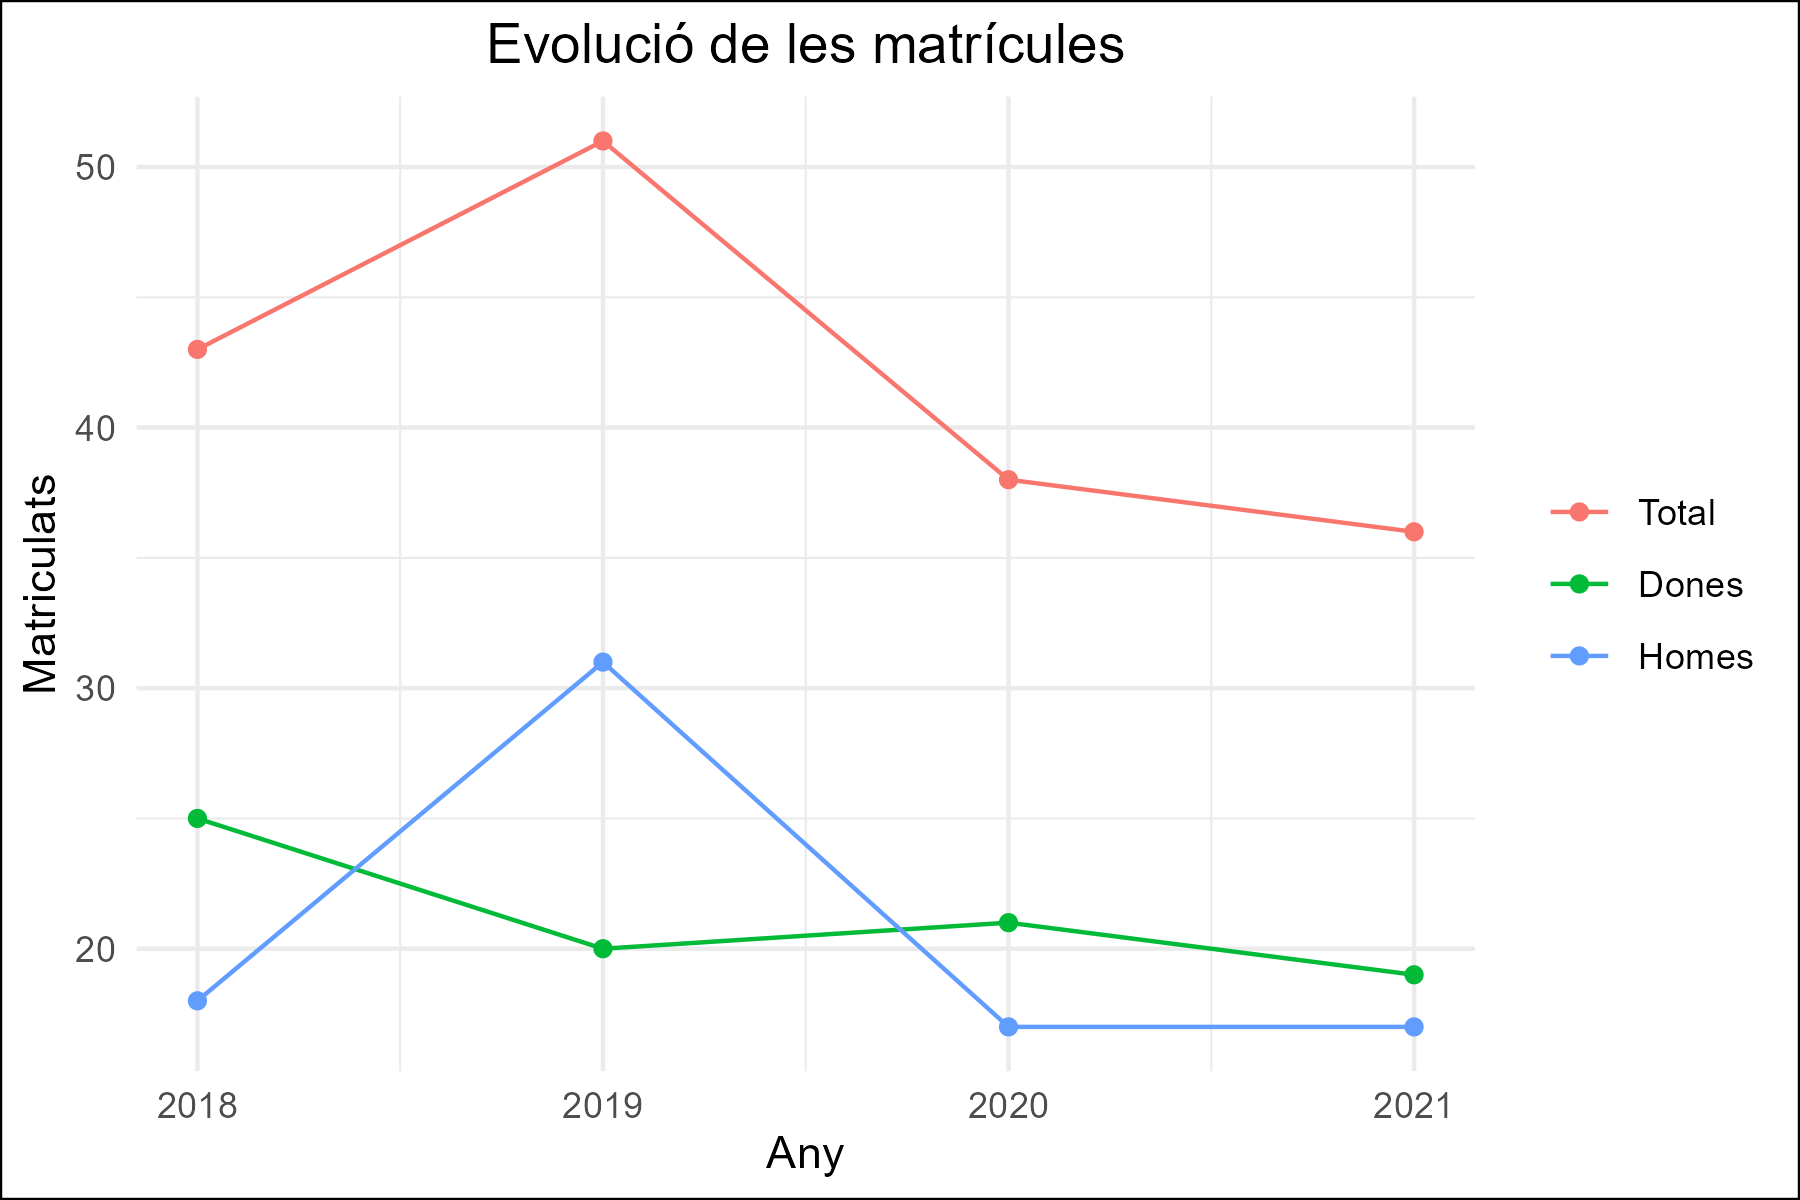 Evolució de les matrícules
50
40
30
20
Matriculats
2018
2019
2020
2021
Any
Total
Dones
Homes